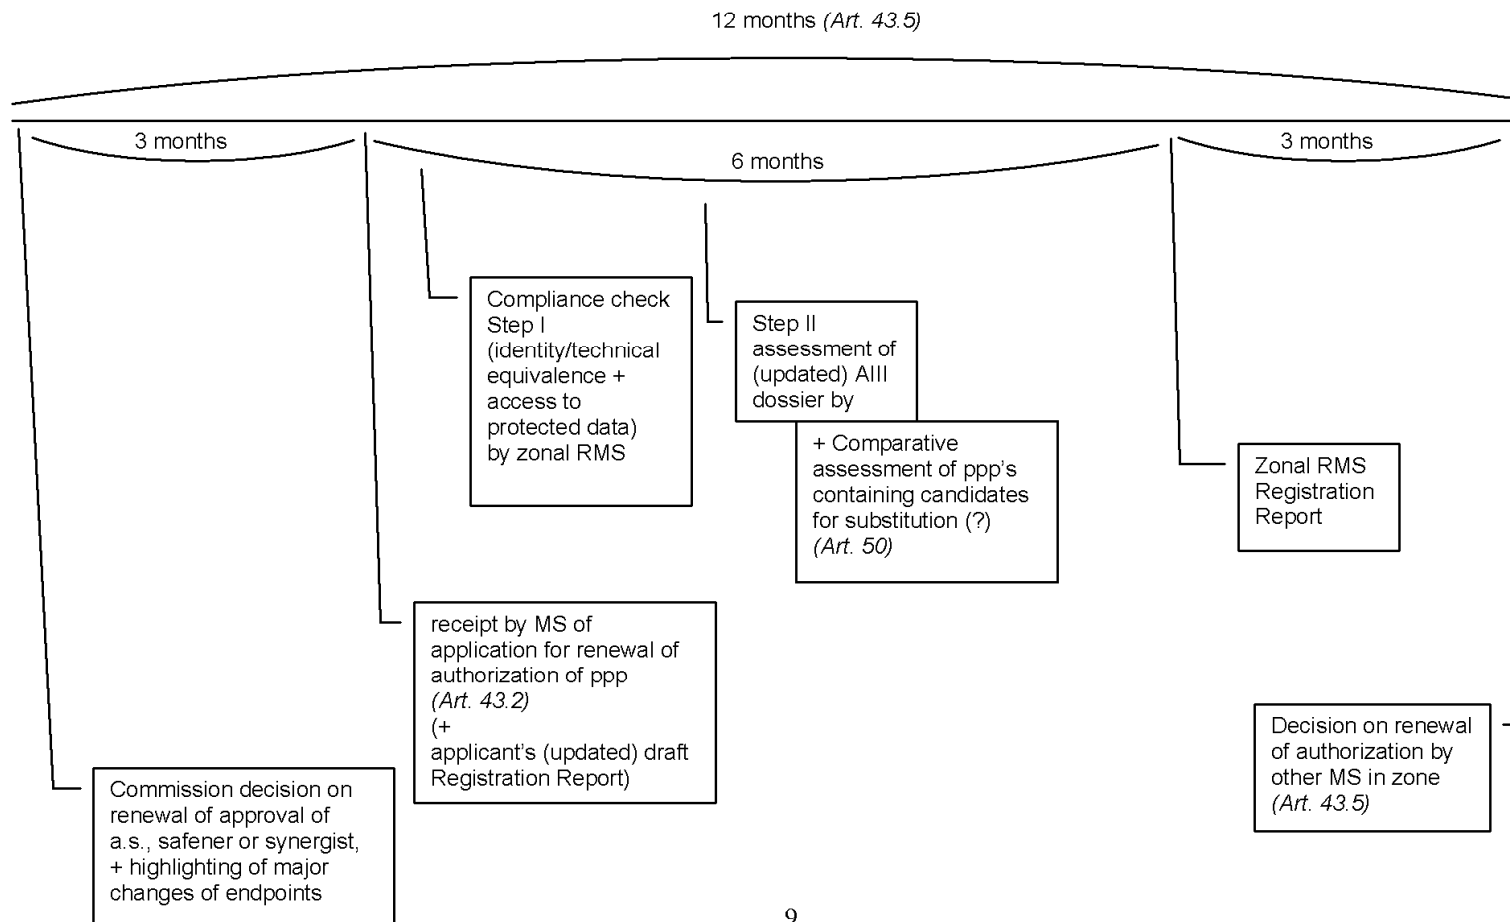 12 months (Art. 43.5)
3 months
6 months
3 months
Compliance check
Step I
(identity/technical
equivalence +
access to
protected data)
by zonal RMS
Step II
assessment of
(updated) AIII
dossier by
+ Comparative
assessment of ppp's
containing candidates
for substitution (?)
(Art. 50)
Zonal RMS
Registration
Report
receipt by MS of
application for renewal of
authorization of ppp
(Art. 43.2)
(+
applicant's (updated) draft
Registration Report)
Decision on renewal
of authorization by
other MS in zone
(Art. 43.5)
Commission decision on
renewal of approval of
a.s., safener or synergist,
+ highlighting of major
changes of endpoints
9